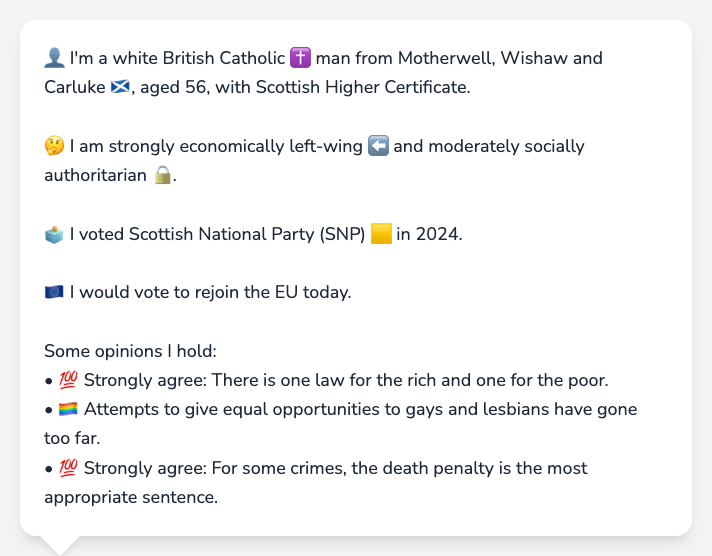 👤 I'm a white British Catholic ✝️ man from Motherwell, Wishaw and
Carluke 🏴󠁧󠁢󠁳󠁣󠁴󠁿, aged 56, with Scottish Higher Certificate.
🤔 I am strongly economically left-wing ⬅️ and moderately socially
authoritarian 🔒.
🗳️ I voted Scottish National Party (SNP) 🟨 in 2024.
🇪🇺 I would vote to rejoin the EU today.
Some opinions I hold:
• 💯 Strongly agree: There is one law for the rich and one for the poor.
• 🏳️‍🌈 Attempts to give equal opportunities to gays and lesbians have gone
too far.
• 💯 Strongly agree: For some crimes, the death penalty is the most
appropriate sentence.